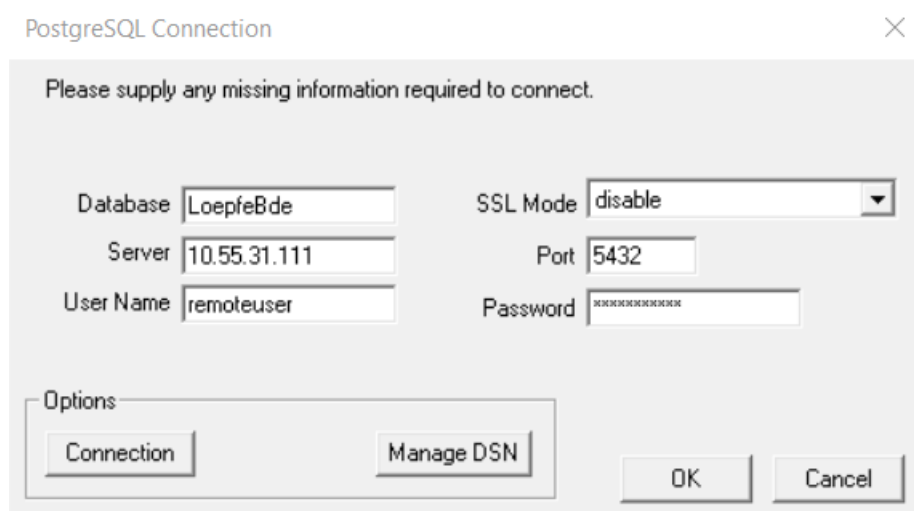 PostgreSQL Connection
Please supply any missing information required to connect.
Database LoepfeBde SSL Mode disable
Server 10.55.31.111 Port 5432
User Name remoteuser Password ***********
Options
Connection Manage DSN
OK Cancel